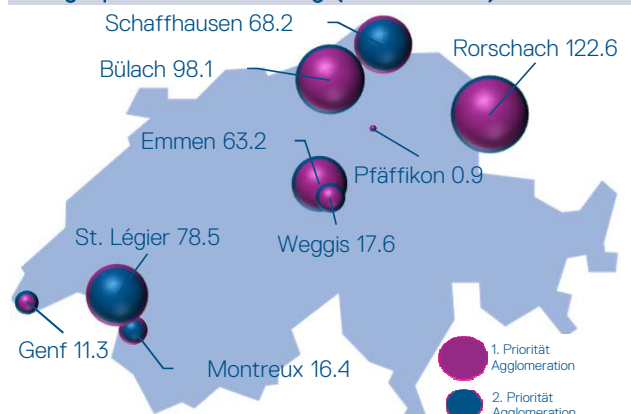 Schaffhausen 68.2
Rorschach 122.6
Bülach 98.1
Emmen 63.2
Pfäffikon 0.9
St. Légier 78.5
Weggis 17.6
Genf 11.3
Montreux 16.4
1. Priorität
Agglomeration
2. Priorität
Agglomeration